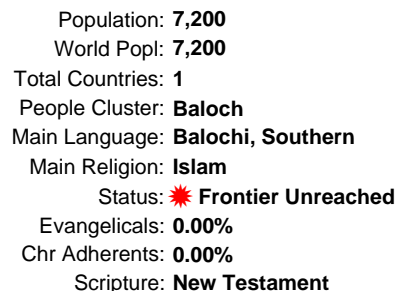 Population: 7,200
World Popl: 7,200
Total Countries: 1
People Cluster: Baloch
Main Language: Balochi, Southern
Main Religion: Islam
Status: Frontier Unreached
Evangelicals: 0.00%
Chr Adherents: 0.00%
Scripture: New Testament